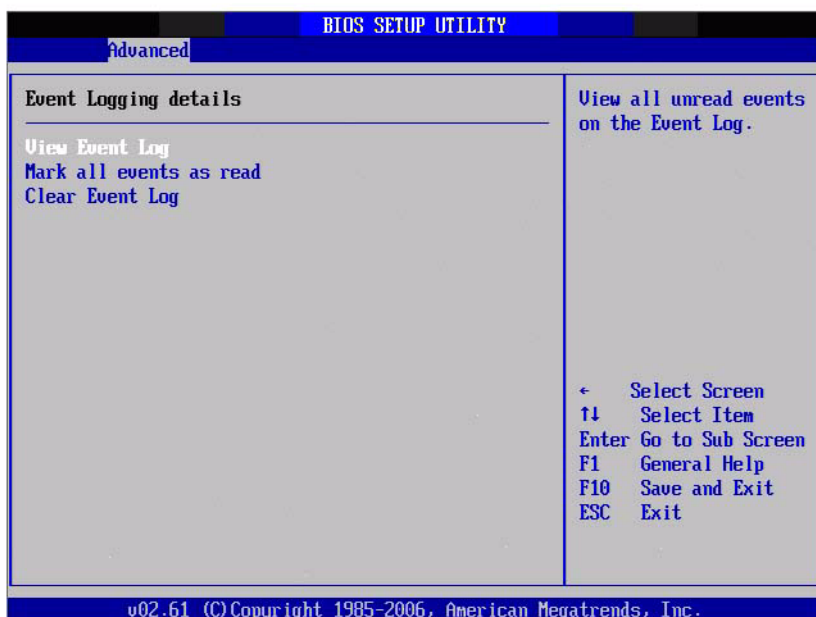 BIOS SETUP UTILITY
Advanced
Event Logging details
View Event Log
Mark all events as read
Clear Event Log
View all unread events
on the Event Log.
← Select Screen
↑↓ Select Item
Enter Go to Sub Screen
F1 General Help
F10 Save and Exit
ESC Exit
v02.61 (C)Copyright 1985-2006, American Megatrends, Inc.